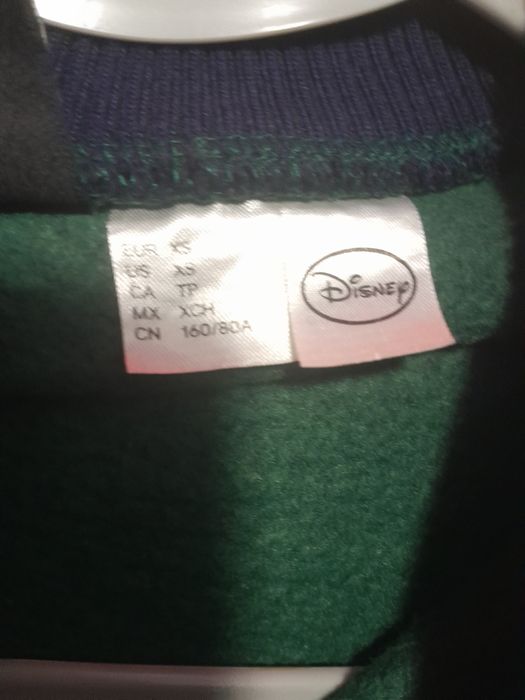 EUR XS
US XS
CA TP
MX XCH
CN 160/80A
Disney